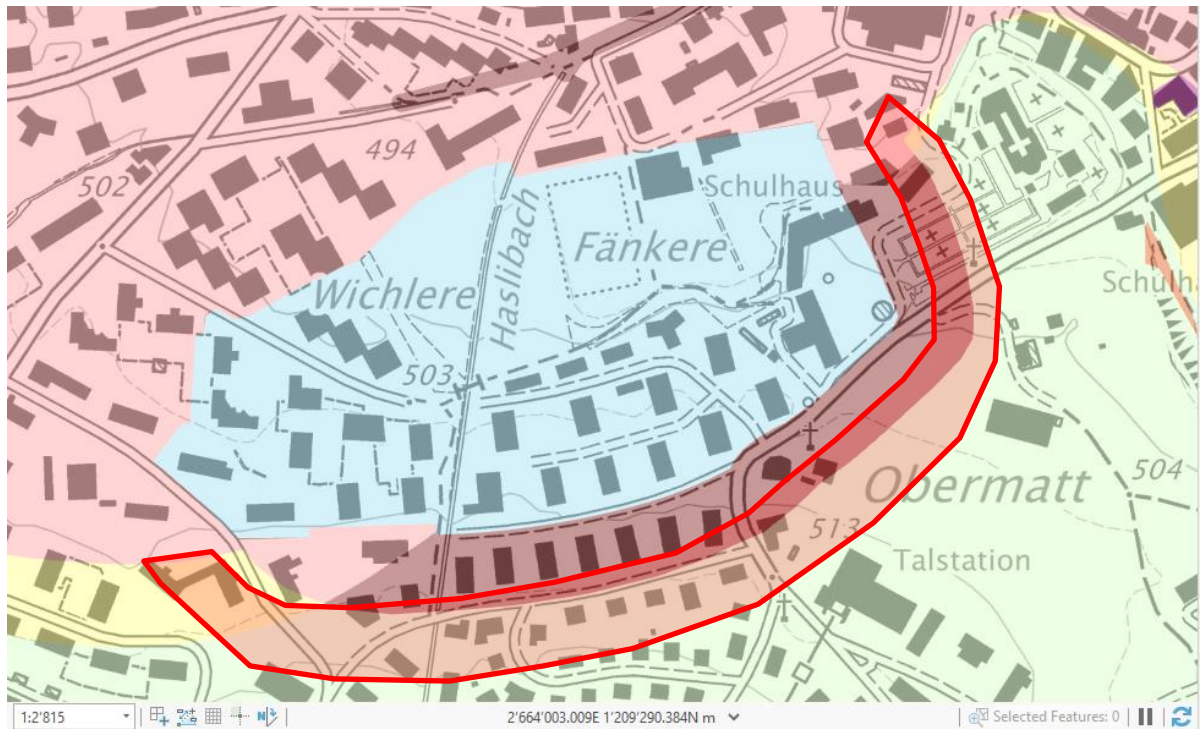 494
502
Schulhaus
Haslibach
Fänkere
Wichlere
Schulh
503
Obermatt
504
513
Talstation
1:2'815
2'664'003.009E 1'209'290.384N m
Selected Features: 0